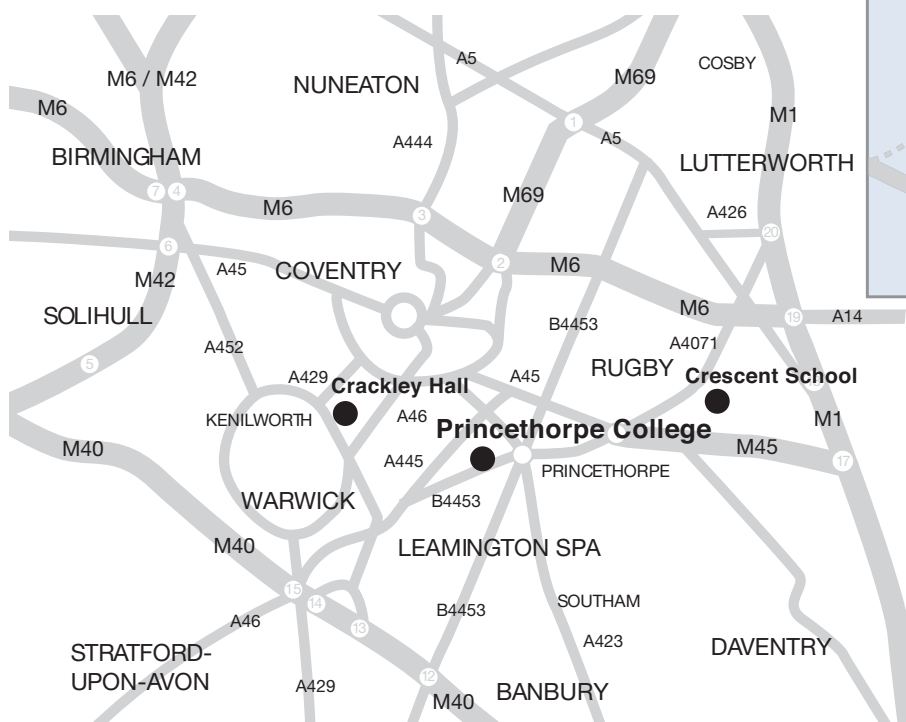 A5
COSBY
M6 / M42
NUNEATON
M69
M6
M1
A444
A5
BIRMINGHAM
LUTTERWORTH
7
4
1
M6
M69
A426
3
20
6
2
A45
COVENTRY
M6
M42
M6
SOLIHULL
B4453
19
A14
A452
A4071
5
RUGBY
A429
Crackley Hall
A45
Crescent School
KENILWORTH
A46
M1
Princethorpe College
M40
A445
M45
17
PRINCETHORPE
WARWICK
B4453
M40
LEAMINGTON SPA
15
14
SOUTHAM
B4453
A46
13
A423
STRATFORD-
UPON-AVON
DAVENTRY
12
A429
M40
BANBURY